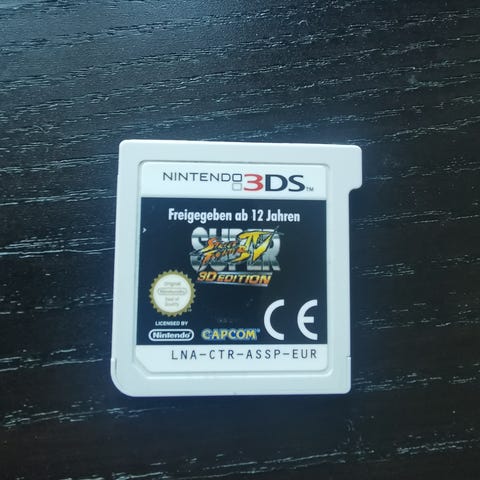 NINTENDO 3DS™
Freigegeben ab 12 Jahren
SUPER
STREET FIGHTER IV
3D EDITION
Original
Nintendo
Seal of
Quality
LICENSED BY
Nintendo
CAPCOM
CE
LNA-CTR-ASSP-EUR